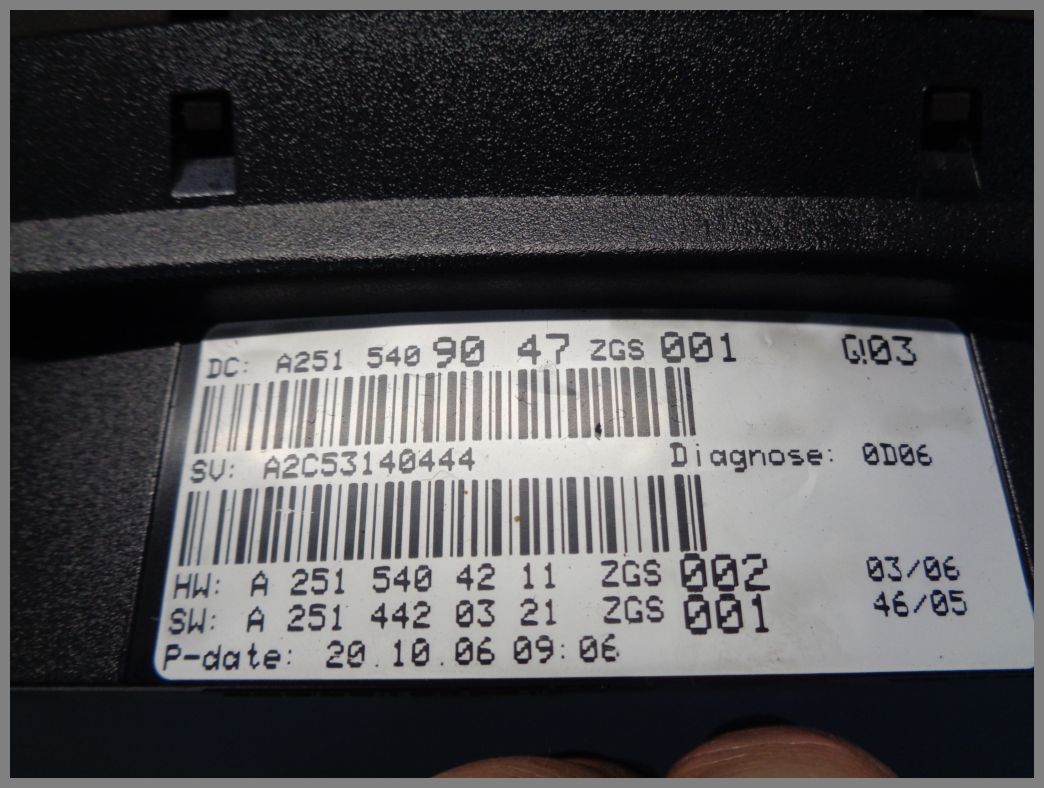 DC: A251 540 90 47 ZGS 001 G!03
SV: A2C53140444 Diagnose: 0D06
HW: A 251 540 42 11 ZGS 002 03/06
SW: A 251 442 03 21 ZGS 001 46/05
P-date: 20.10.06 09:06